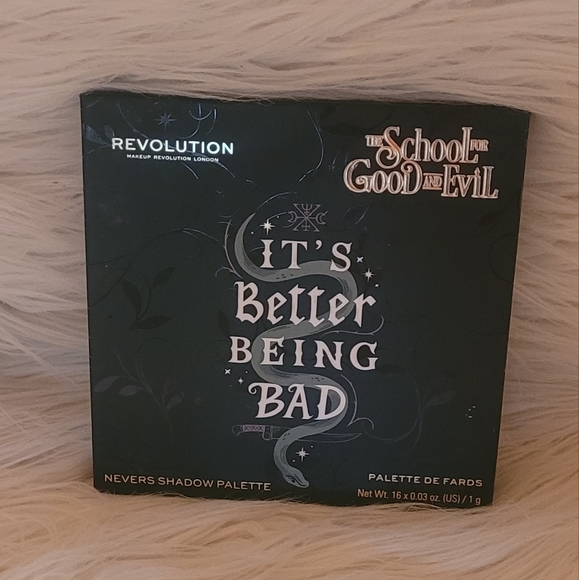 REVOLUTION
MAKEUP REVOLUTION LONDON
THE SCHOOL FOR
GOOD AND EVIL
IT'S
Better
BEING
BAD
NEVERS SHADOW PALETTE
PALETTE DE FARDS
Net Wt. 16 x 0.03 oz. (US) / 1 g